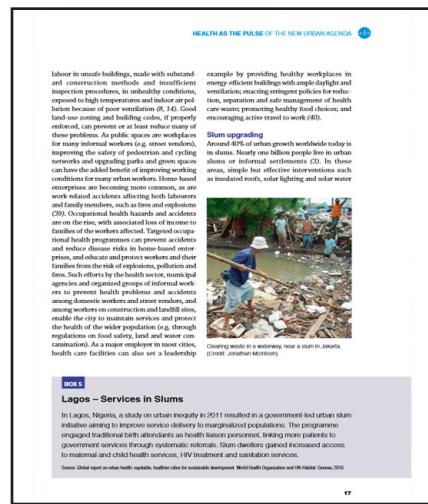 HEALTH AS THE PULSE OF THE NEW URBAN AGENDA
labour in unsafe buildings, made with substand-
ard construction methods and insufficient
inspection procedures, in unhealthy conditions,
exposed to high temperatures and indoor air pol-
lution because of poor ventilation (8, 14). Good
land-use zoning and building codes, if properly
enforced, can prevent or at least reduce many of
these problems. As public spaces are workplaces
for many informal workers (e.g. street vendors),
improving the safety of pedestrian and cycling
networks and upgrading parks and green spaces
can have the added benefit of improving working
conditions for many urban workers. Home-based
enterprises are becoming more common, as are
work-related accidents affecting both labourers
and family members, such as fires and explosions
(39). Occupational health hazards and accidents
are on the rise, with associated loss of income to
families of the workers affected. Targeted occupa-
tional health programmes can prevent accidents
and reduce disease risks in home-based enter-
prises, and educate and protect workers and their
families from the risk of explosions, pollution and
fires. Such efforts by the health sector, municipal
agencies and organized groups of informal work-
ers to prevent health problems and accidents
among domestic workers and street vendors, and
among workers on construction and landfill sites,
enable the city to maintain services and protect
the health of the wider population (e.g. through
regulations on food safety, land and water con-
tamination). As a major employer in most cities,
health care facilities can also set a leadership
example by providing healthy workplaces in
energy-efficient buildings with ample daylight and
ventilation; enacting stringent policies for reduc-
tion, separation and safe management of health
care waste; promoting healthy food choices; and
encouraging active travel to work (40).
Slum upgrading
Around 40% of urban growth worldwide today is
in slums. Nearly one billion people live in urban
slums or informal settlements (3). In these
areas, simple but effective interventions such
as insulated roofs, solar lighting and solar water
Clearing waste in a waterway, near a slum in Jakarta.
(Credit: Jonathan McIntosh)
BOX 5
Lagos – Services in Slums
In Lagos, Nigeria, a study on urban inequity in 2011 resulted in a government-led urban slum
initiative aiming to improve service delivery to marginalized populations. The programme
engaged traditional birth attendants as health liaison personnel, linking more patients to
government services through systematic referrals. Slum dwellers gained increased access
to maternal and child health services, HIV treatment and sanitation services.
Source: Global report on urban health: equitable, healthier cities for sustainable development. World Health Organization and UN-Habitat: Geneva; 2016
17